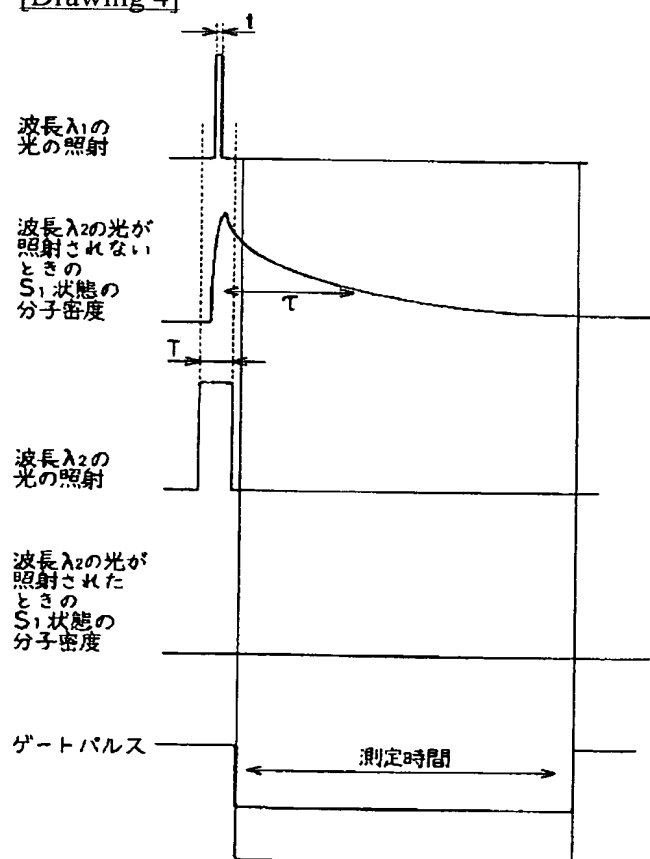 [Drawing 4]
t
波長λ1の
光の照射
波長λ2の光が
照射されない
ときの
S1状態の
分子密度
τ
T
波長λ2の
光の照射
波長λ2の光が
照射された
ときの
S1状態の
分子密度
ゲートパルス
測定時間